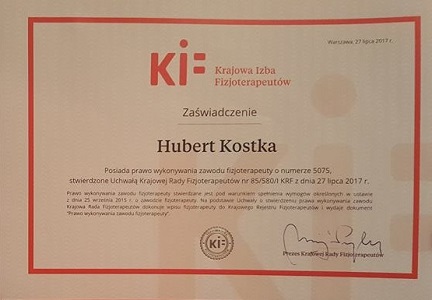 Warszawa, 27 lipca 2017 r.
KIF Krajowa Izba
Fizjoterapeutów
Zaświadczenie
Hubert Kostka
Posiada prawo wykonywania zawodu fizjoterapeuty o numerze 5075,
stwierdzone Uchwałą Krajowej Rady Fizjoterapeutów nr 85/580/I KRF z dnia 27 lipca 2017 r.
Prawo wykonywania zawodu fizjoterapeuty stwierdzane jest pod warunkiem spełnienia wymogów określonych w ustawie
z dnia 25 września 2015 r. o zawodzie fizjoterapeuty. Na podstawie Uchwały o stwierdzeniu prawa wykonywania zawodu
Krajowa Rada Fizjoterapeutów dokonuje wpisu fizjoterapeuty do Krajowego Rejestru Fizjoterapeutów i wydaje dokument
"Prawo wykonywania zawodu fizjoterapeuty".
KIF
Prezes Krajowej Rady Fizjoterapeutów